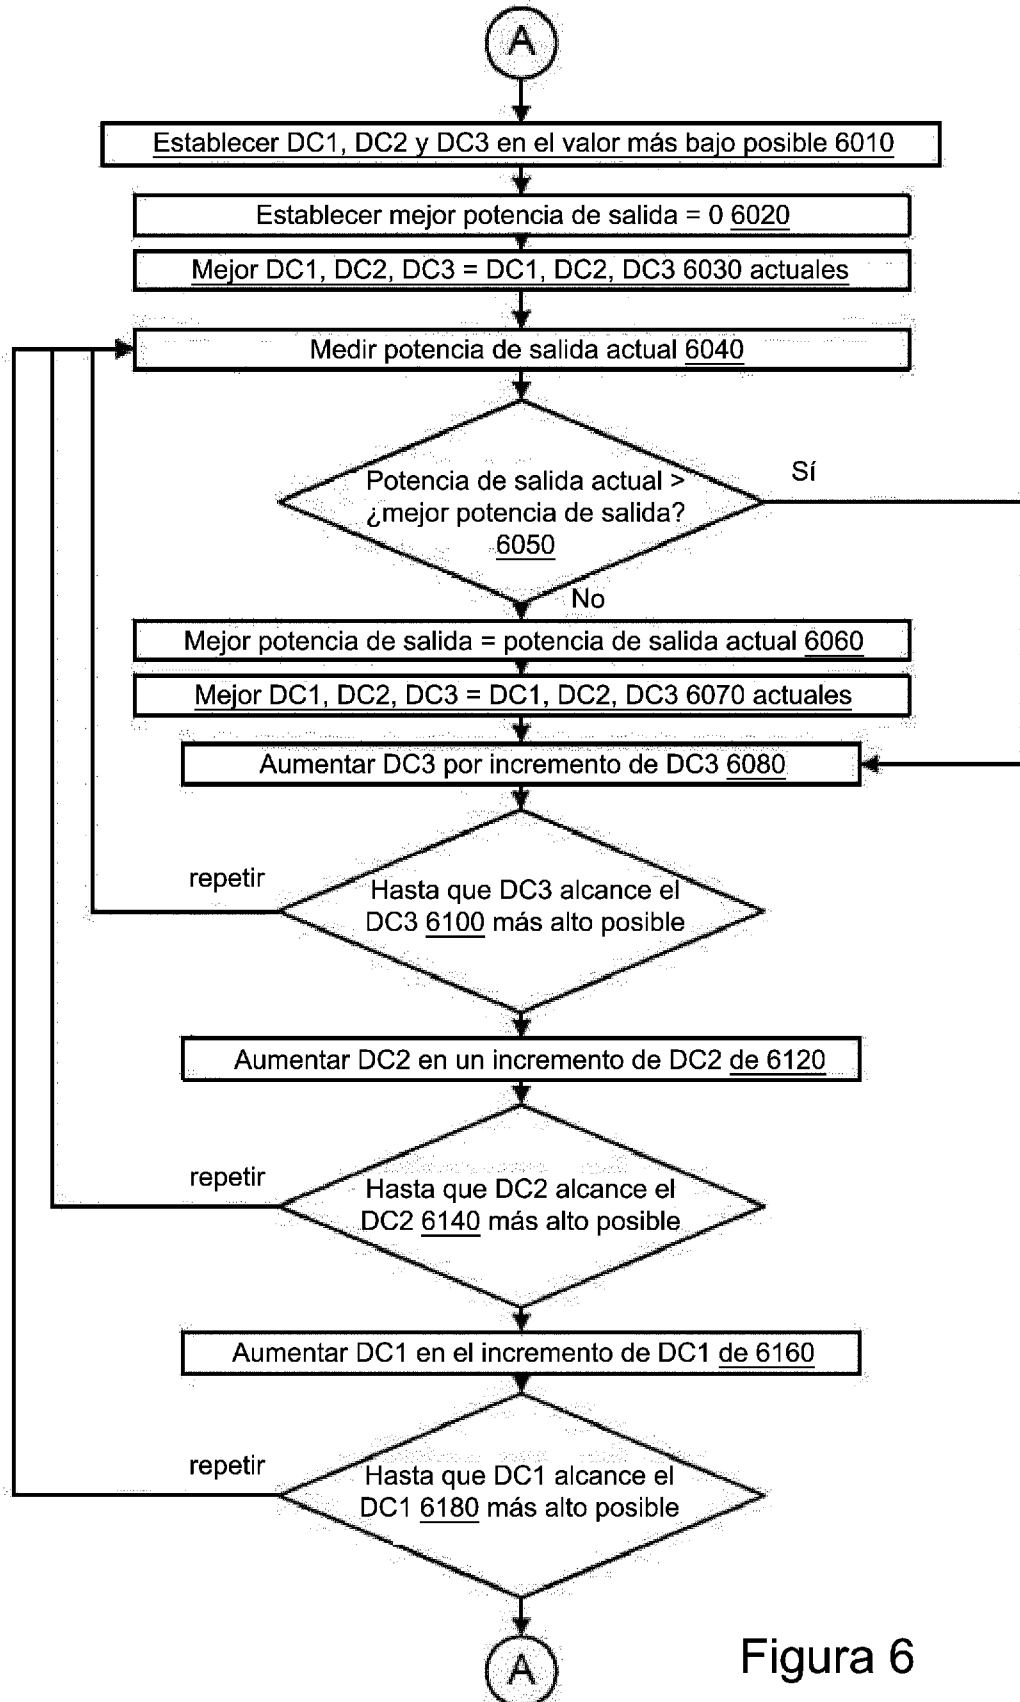 A
Establecer DC1, DC2 y DC3 en el valor más bajo posible 6010
Establecer mejor potencia de salida = 0 6020
Mejor DC1, DC2, DC3 = DC1, DC2, DC3 6030 actuales
Medir potencia de salida actual 6040
Potencia de salida actual >
¿mejor potencia de salida?
6050
Sí
No
Mejor potencia de salida = potencia de salida actual 6060
Mejor DC1, DC2, DC3 = DC1, DC2, DC3 6070 actuales
Aumentar DC3 por incremento de DC3 6080
repetir
Hasta que DC3 alcance el
DC3 6100 más alto posible
Aumentar DC2 en un incremento de DC2 de 6120
repetir
Hasta que DC2 alcance el
DC2 6140 más alto posible
Aumentar DC1 en el incremento de DC1 de 6160
repetir
Hasta que DC1 alcance el
DC1 6180 más alto posible
A
Figura 6